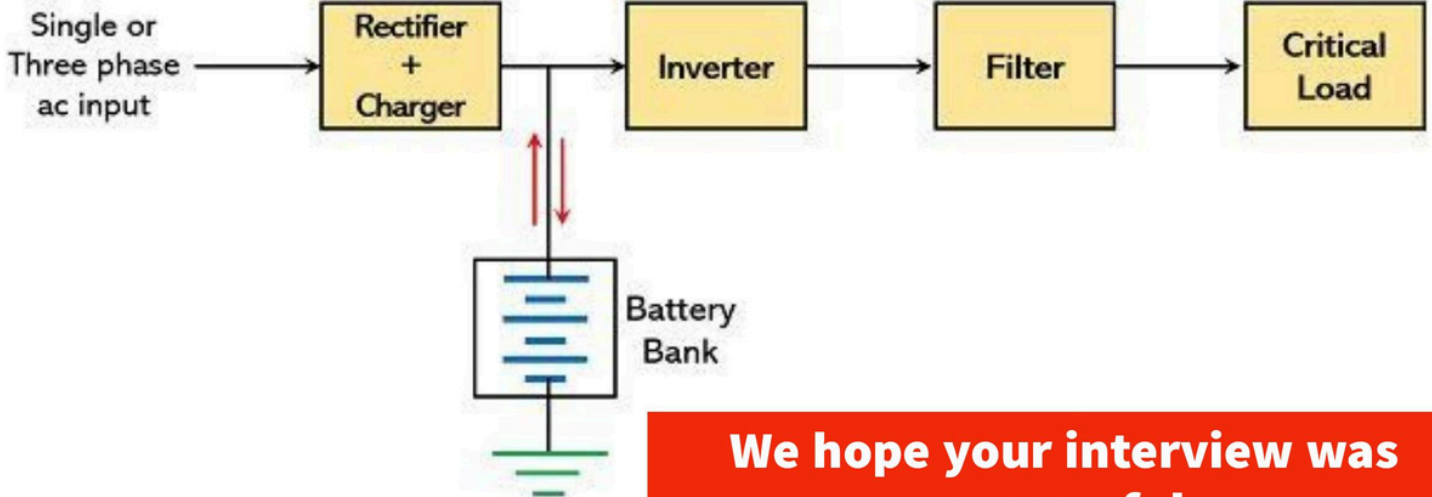 Single or
Three phase
ac input
Rectifier
+
Charger
Inverter
Filter
Critical
Load
Battery
Bank
We hope your interview was